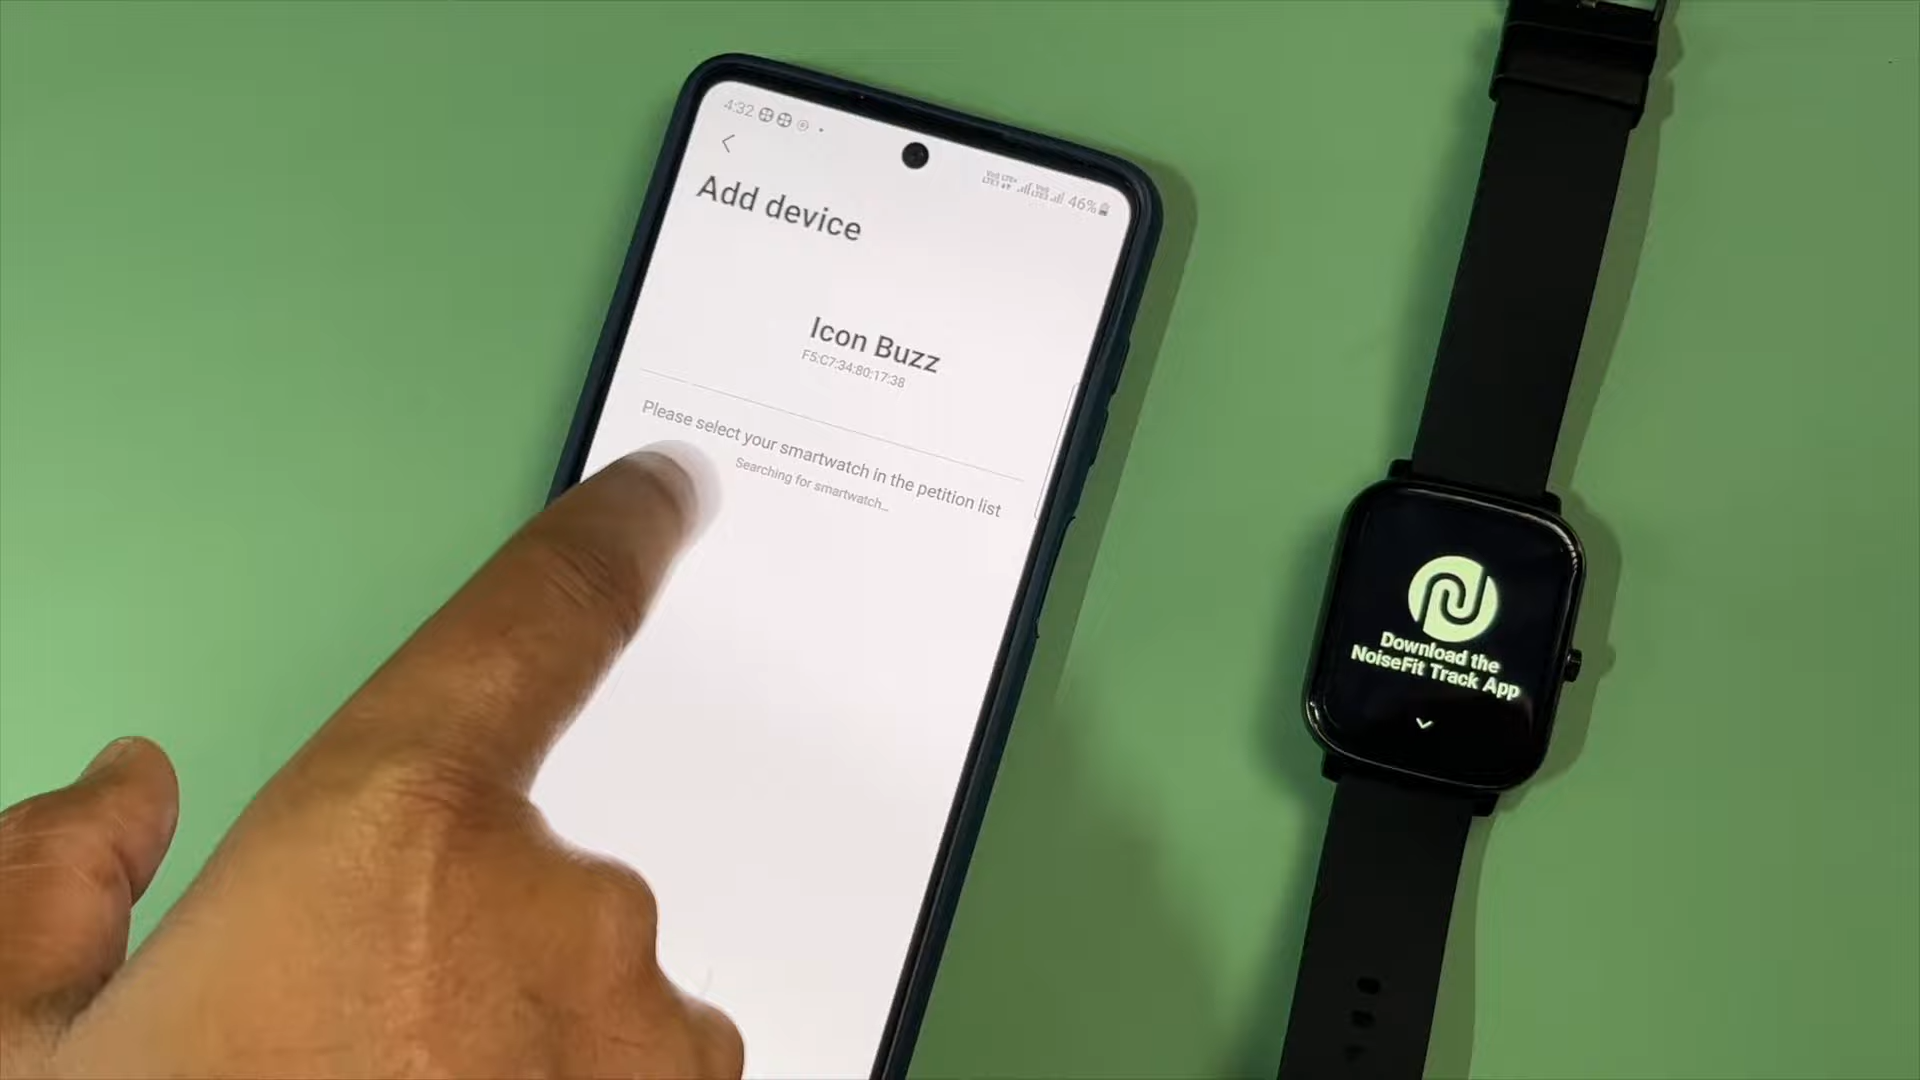 4:32
46%
Add device
Icon Buzz
F5:C7:34:80:17:38
Please select your smartwatch in the petition list
Searching for smartwatch...
Download the
NoiseFit Track App